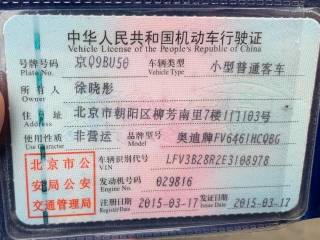 中华人民共和国机动车行驶证
Vehicle License of the People's Republic of China
号牌号码 京Q9BU50 车辆类型 小型普通客车
Plate No. Vehicle Type
所有人 徐晓彤
Owner
住址 北京市朝阳区柳芳南里7楼1门1103号
Address
使用性质 非营运 品牌型号 奥迪牌FV6461HCQBG
Use Character Model
北京市公 车辆识别代号 LFV3B28R2E3108978
VIN
安局公安 发动机号码 029816
Engine No.
交通管理局 注册日期 2015-03-17 发证日期 2015-03-17
Register Date Issue Date